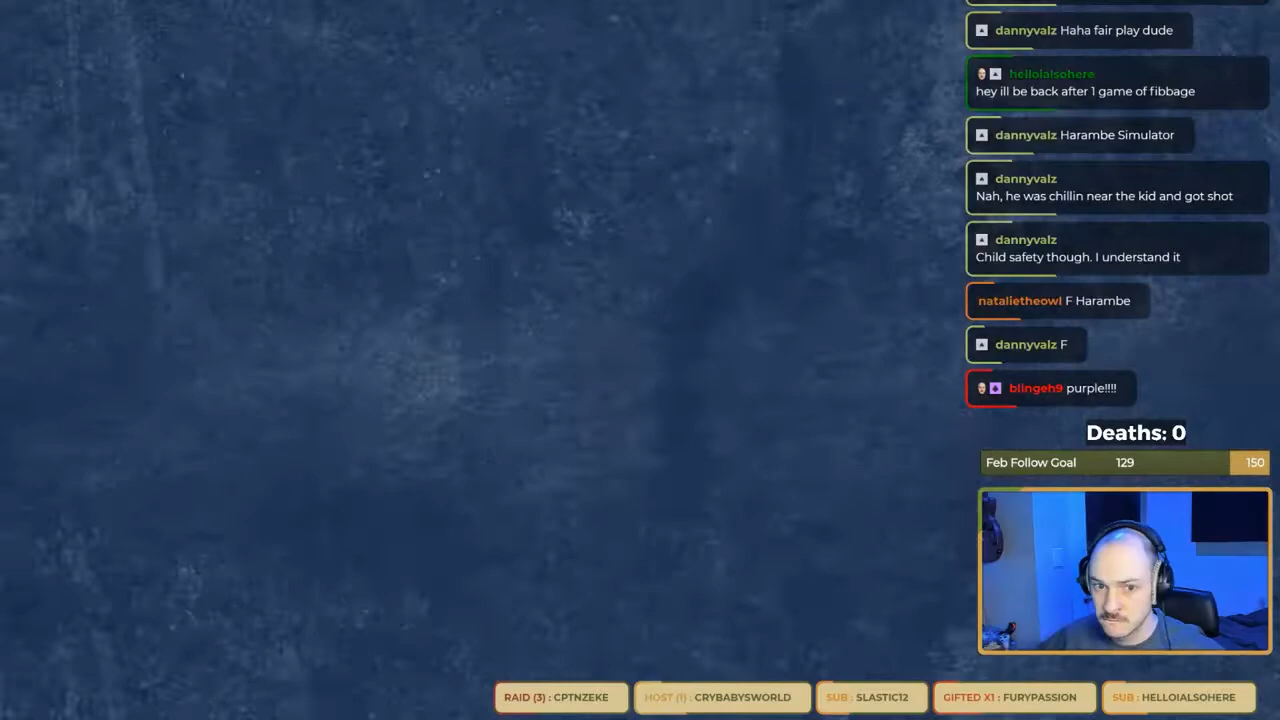 dannyvalz Haha fair play dude
helloialsohere
hey ill be back after 1 game of fibbage
dannyvalz Harambe Simulator
dannyvalz
Nah, he was chillin near the kid and got shot
dannyvalz
Child safety though. I understand it
natalietheowl F Harambe
dannyvalz F
blingeh9 purple!!!!
Deaths: 0
Feb Follow Goal 129 150
RAID (3) : CPTNZEKE HOST (1) : CRYBABYSWORLD SUB : SLASTIC12 GIFTED X1 : FURYPASSION SUB : HELLOIALSOHERE